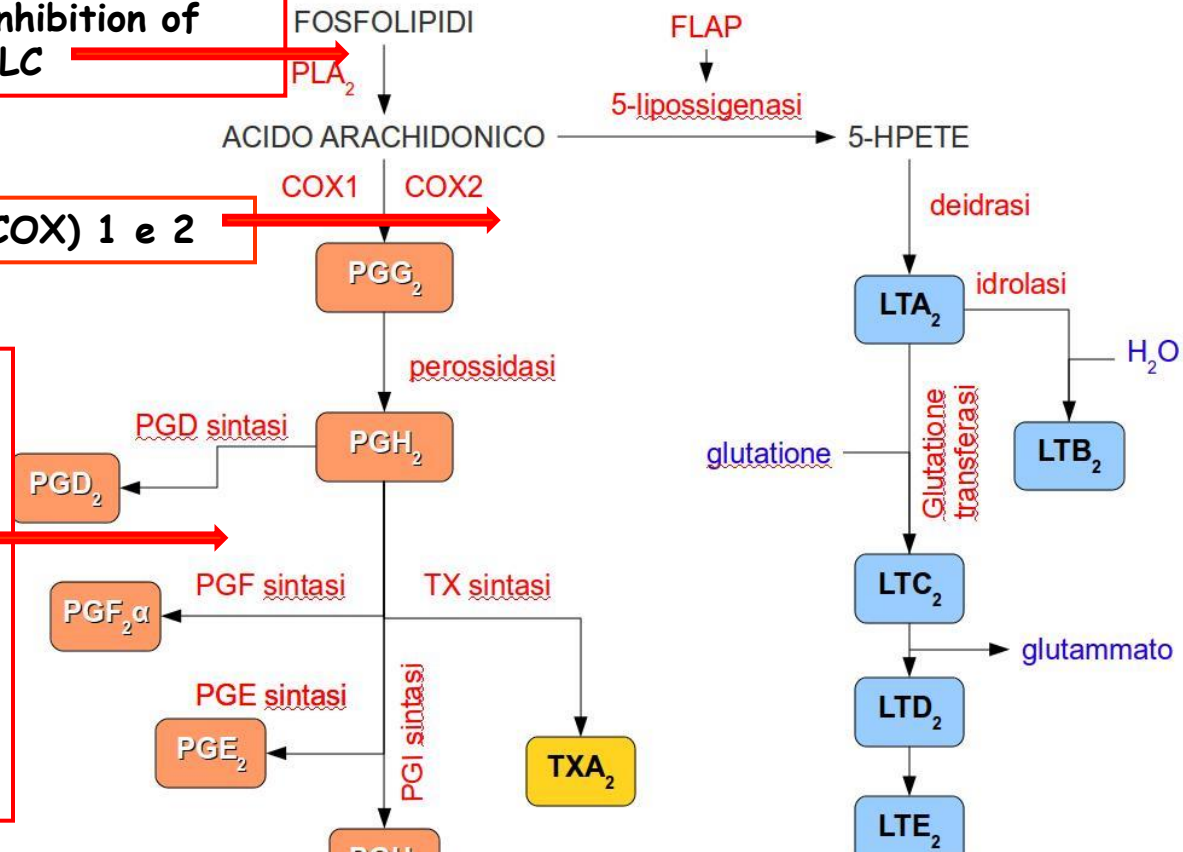 nhibition of
LC
FOSFOLIPIDI
PLA2
FLAP
5-lipossigenasi
ACIDO ARACHIDONICO
5-HPETE
COX1
COX2
deidrasi
COX) 1 e 2
PGG2
LTA2
idrolasi
H2O
perossidasi
PGD sintasi
PGH2
glutatione
Glutatione
transferasi
LTB2
PGD2
PGF sintasi
TX sintasi
PGF2α
LTC2
glutammato
PGE sintasi
PGI sintasi
LTD2
PGE2
TXA2
LTE2